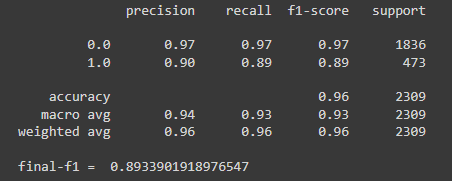 precision recall f1-score support
0.0 0.97 0.97 0.97 1836
1.0 0.90 0.89 0.89 473
accuracy 0.96 2309
macro avg 0.94 0.93 0.93 2309
weighted avg 0.96 0.96 0.96 2309
final-f1 = 0.8933901918976547